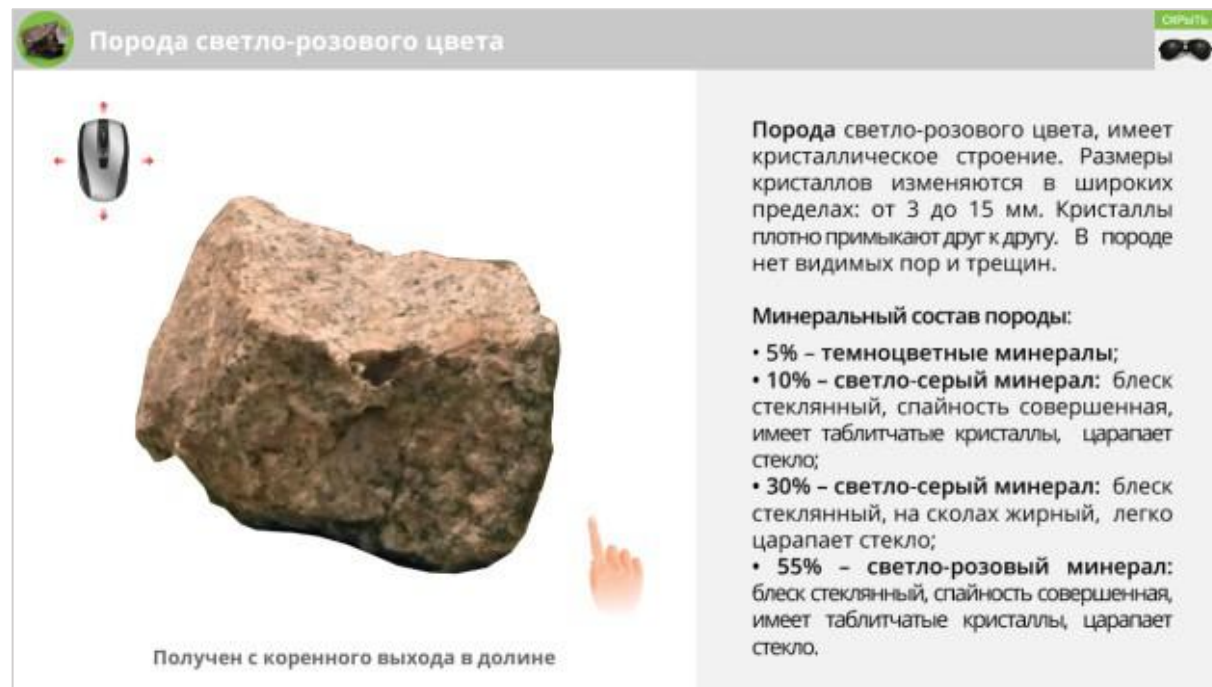 Порода светло-розового цвета
СКРЫТЬ
Порода светло-розового цвета, имеет
кристаллическое строение. Размеры
кристаллов изменяются в широких
пределах: от 3 до 15 мм. Кристаллы
плотно примыкают друг к другу. В породе
нет видимых пор и трещин.
Минеральный состав породы:
• 5% – темноцветные минералы;
• 10% – светло-серый минерал: блеск
стеклянный, спайность совершенная,
имеет таблитчатые кристаллы, царапает
стекло;
• 30% – светло-серый минерал: блеск
стеклянный, на сколах жирный, легко
царапает стекло;
• 55% – светло-розовый минерал:
блеск стеклянный, спайность совершенная,
имеет таблитчатые кристаллы, царапает
стекло.
Получен с коренного выхода в долине